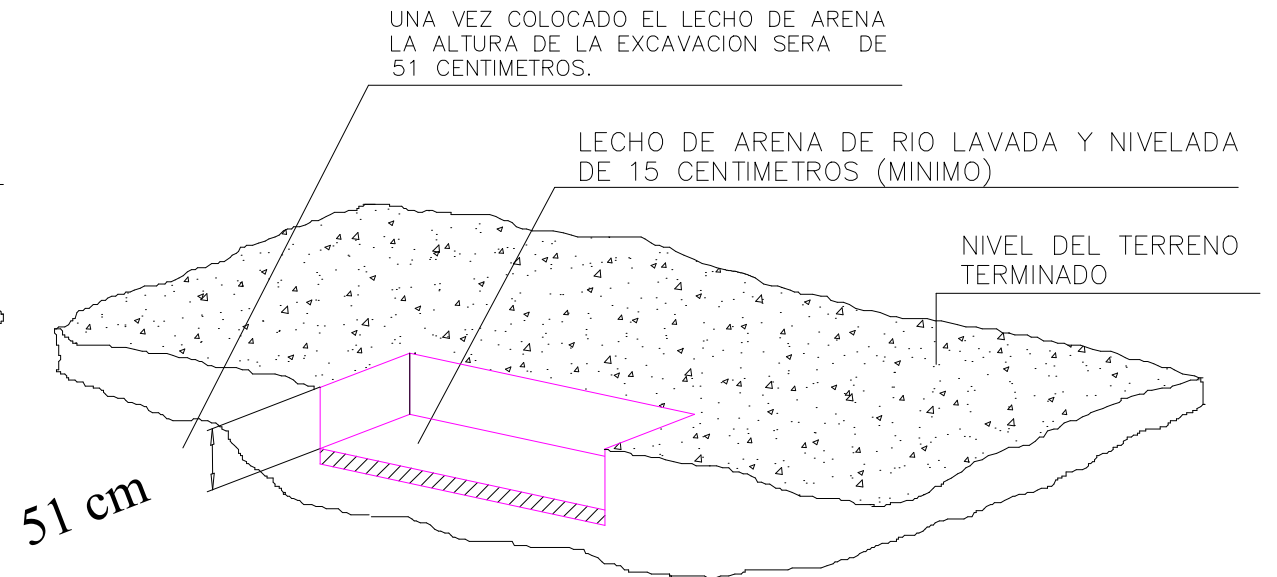 UNA VEZ COLOCADO EL LECHO DE ARENA
LA ALTURA DE LA EXCAVACION SERA DE
51 CENTIMETROS.
LECHO DE ARENA DE RIO LAVADA Y NIVELADA
DE 15 CENTIMETROS (MINIMO)
NIVEL DEL TERRENO
TERMINADO
51 cm